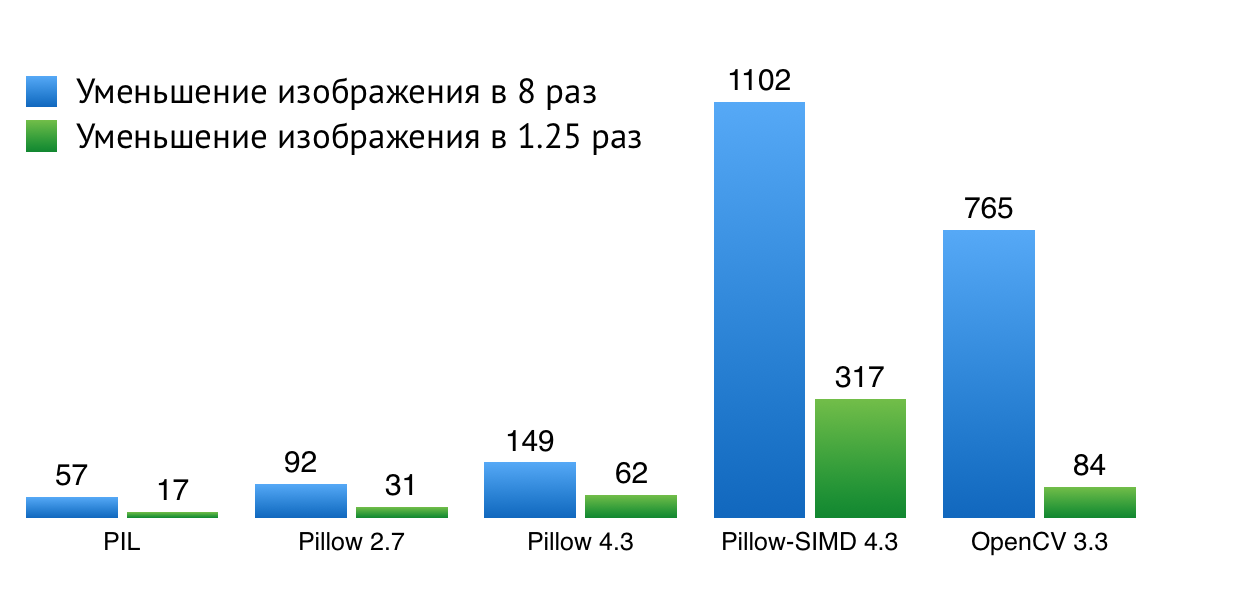 Уменьшение изображения в 8 раз
Уменьшение изображения в 1.25 раз
1102
765
317
149
92
57
62
31
17
84
PIL
Pillow 2.7
Pillow 4.3
Pillow-SIMD 4.3
OpenCV 3.3